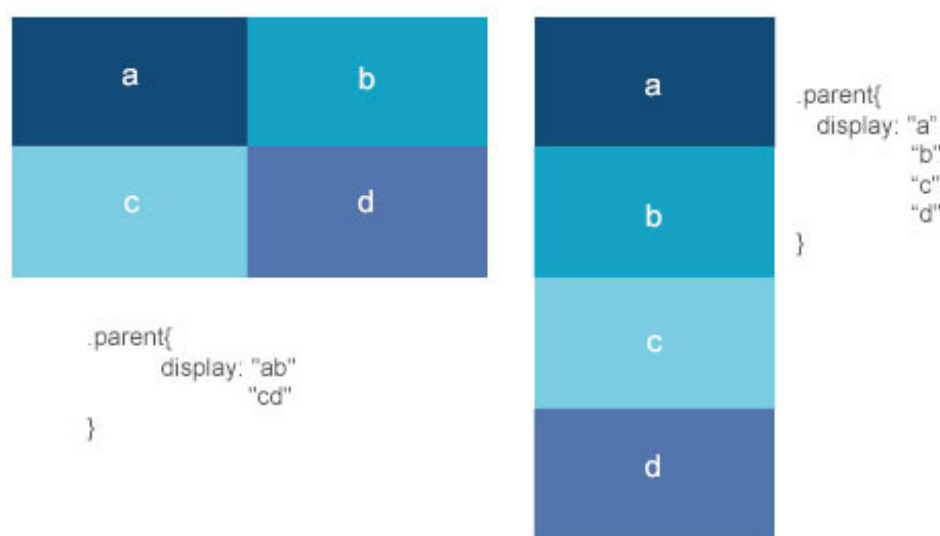 a
b
c
d
.parent{
display: "ab"
"cd"
}
a
b
c
d
.parent{
display: "a"
“b"
“c"
“d"
}